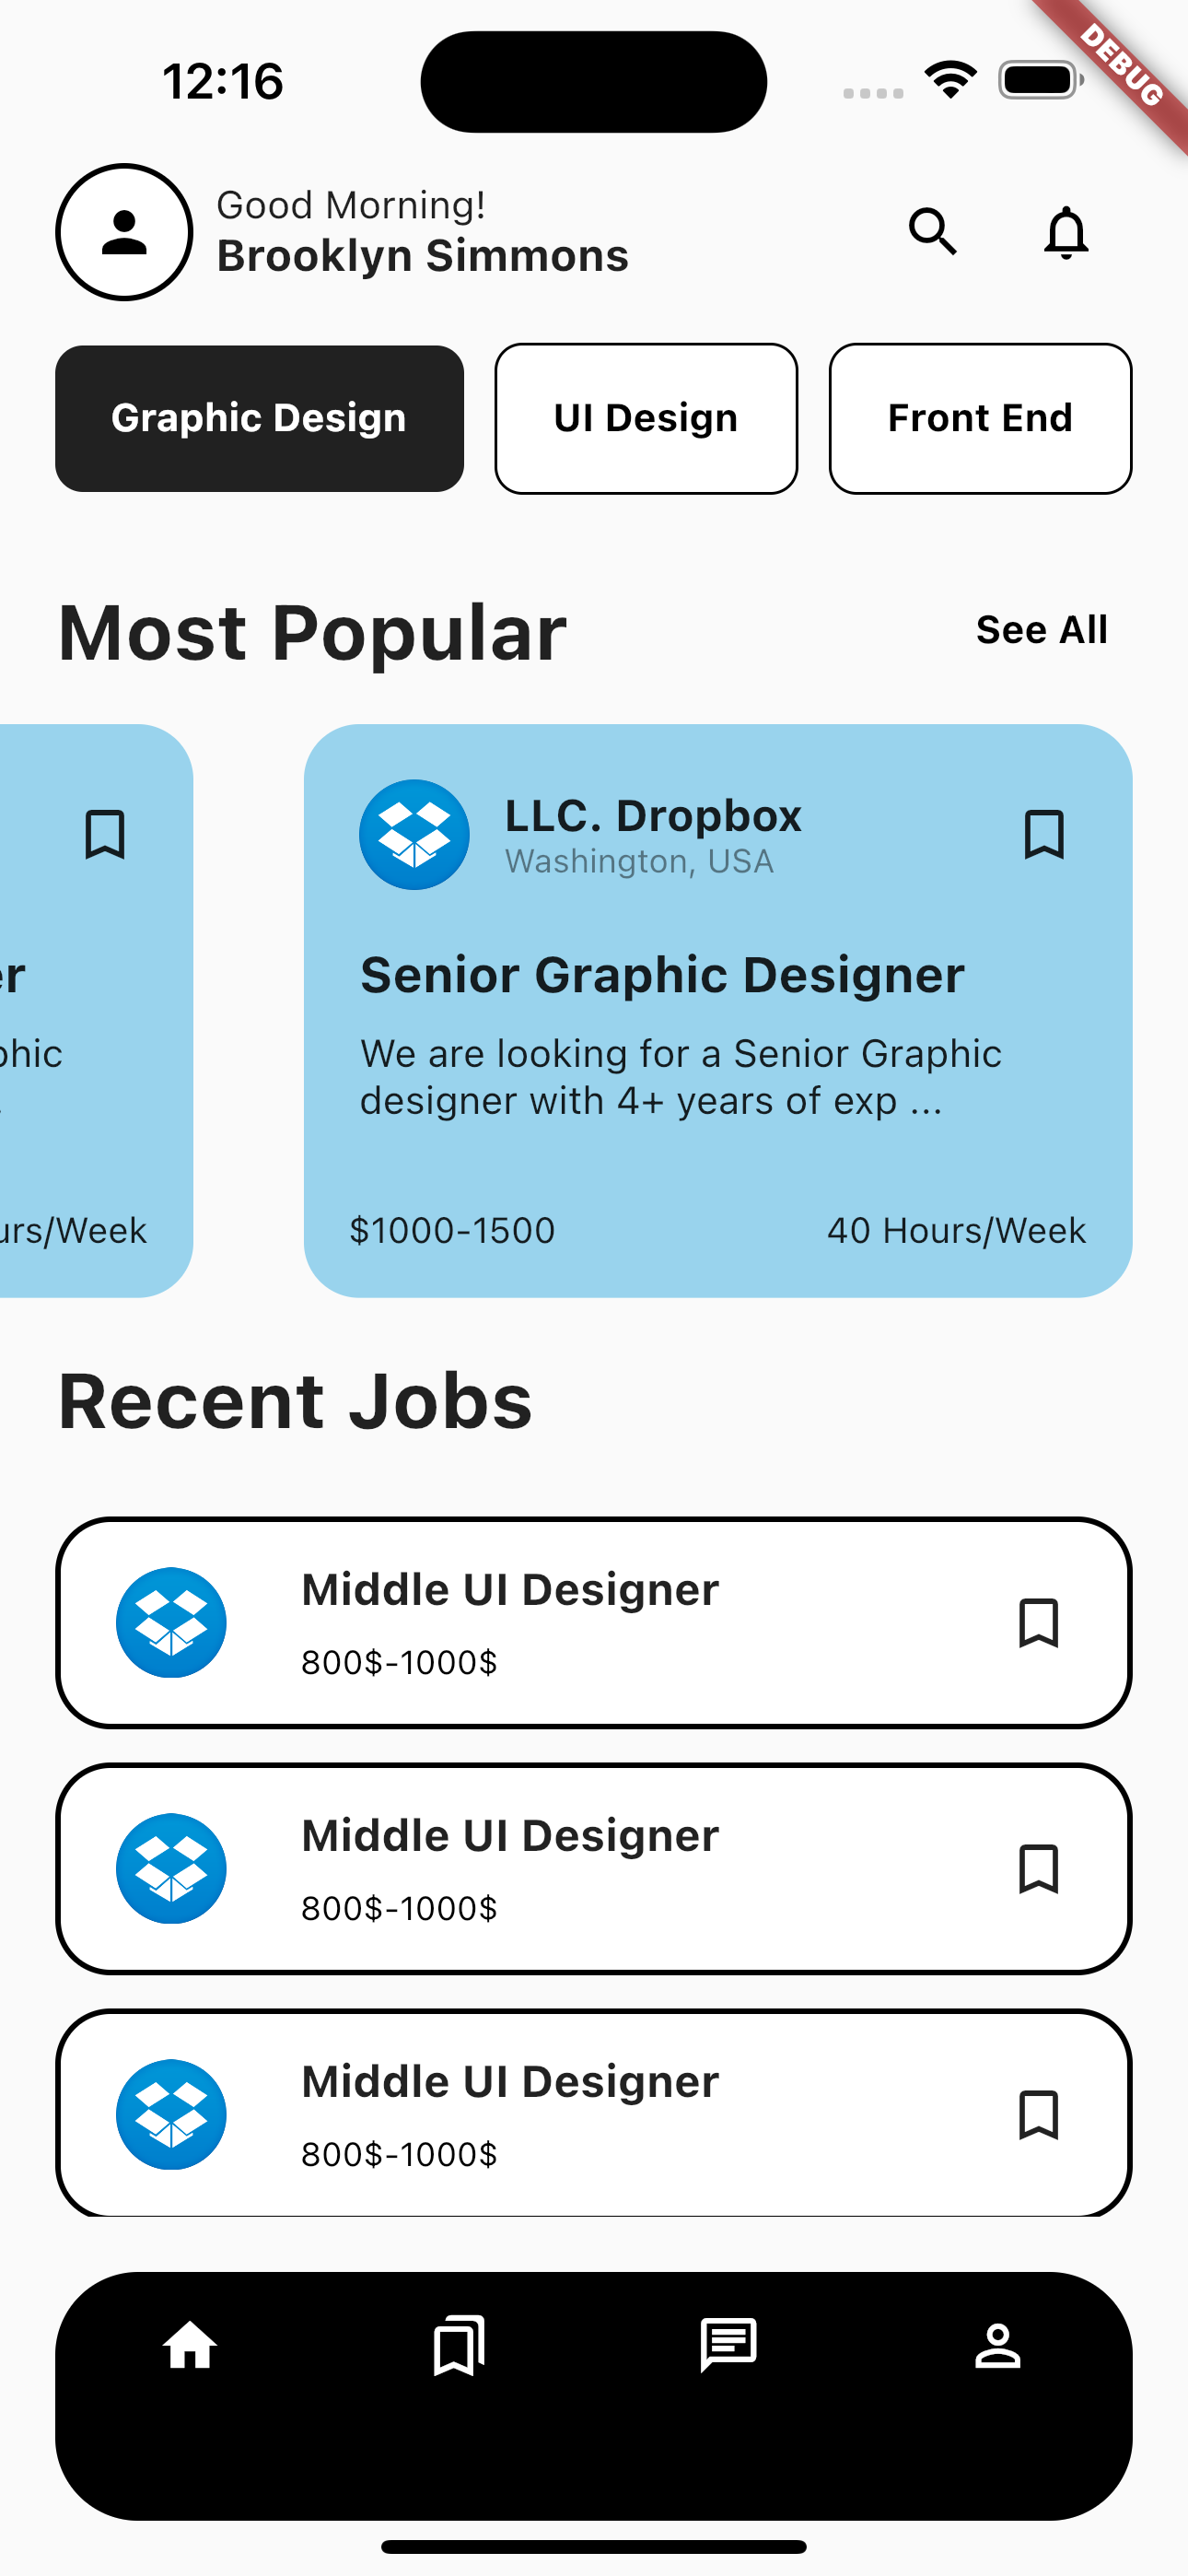 12:16
DEBUG
Good Morning!
Brooklyn Simmons
Graphic Design
UI Design
Front End
Most Popular
See All
er
phic
.
urs/Week
LLC. Dropbox
Washington, USA
Senior Graphic Designer
We are looking for a Senior Graphic
designer with 4+ years of exp ...
$1000-1500
40 Hours/Week
Recent Jobs
Middle UI Designer
800$-1000$
Middle UI Designer
800$-1000$
Middle UI Designer
800$-1000$